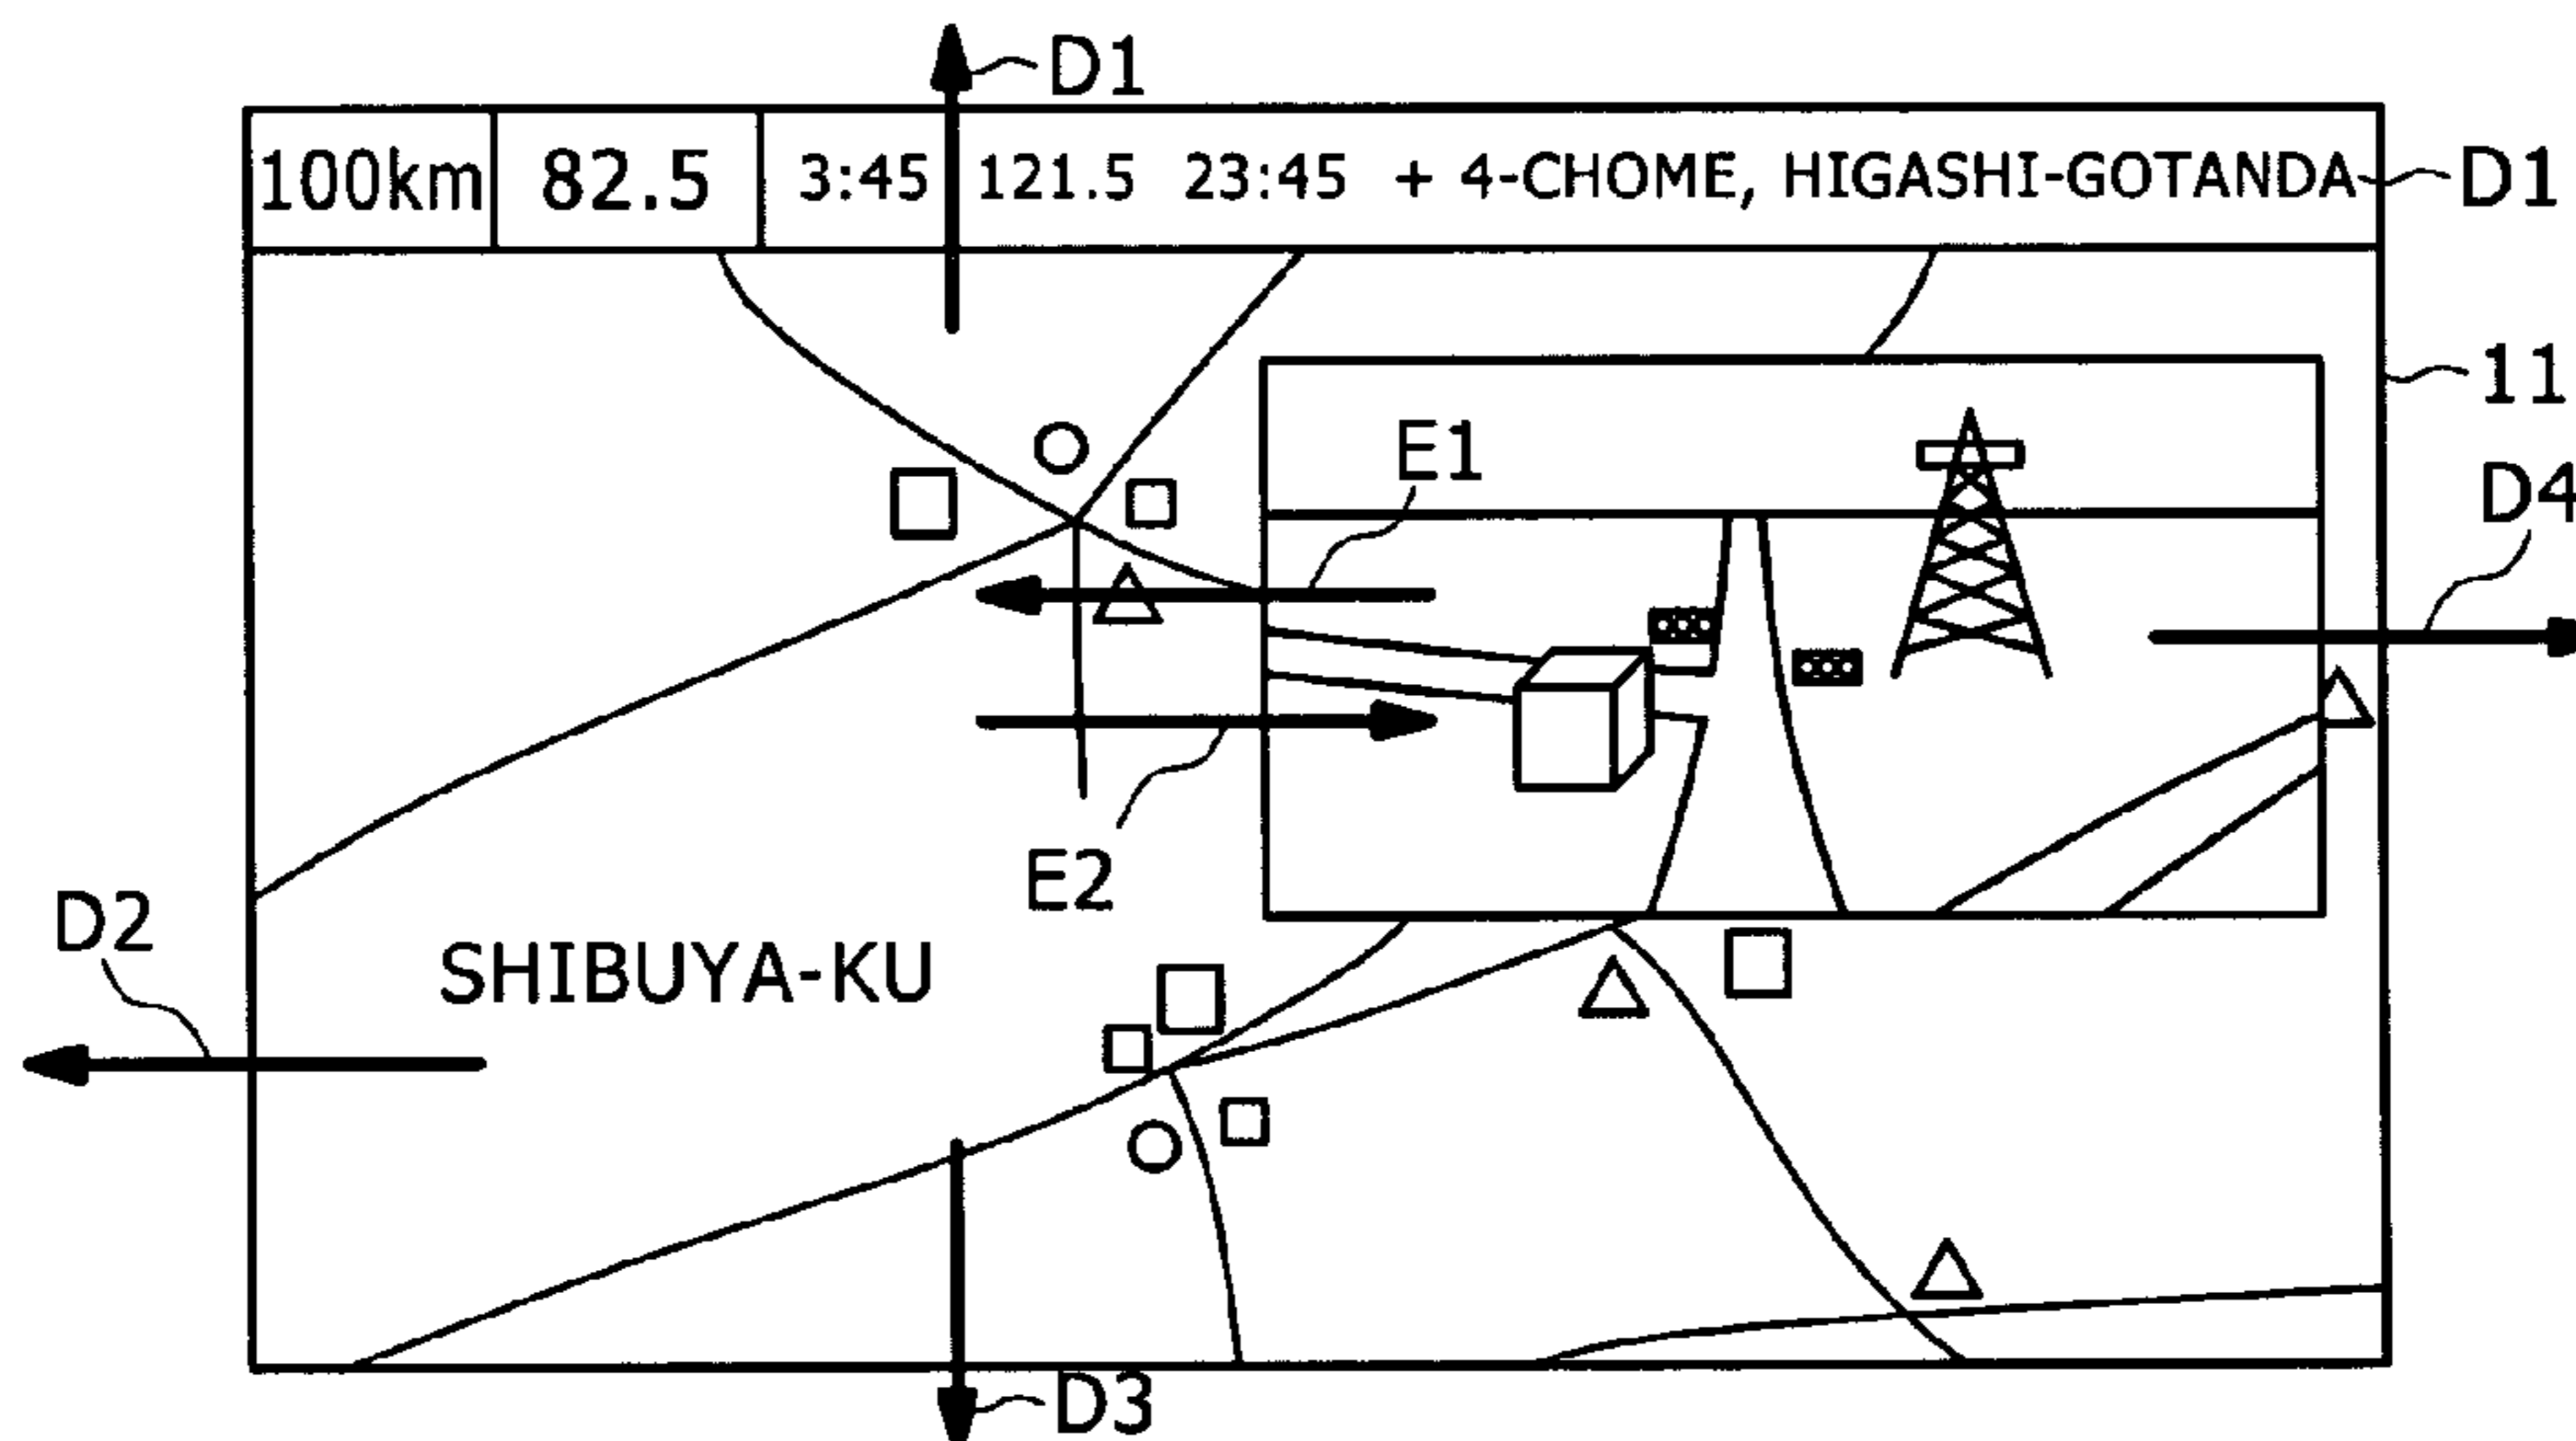 D1
100km 82.5 3:45 121.5 23:45 + 4-CHOME, HIGASHI-GOTANDA D1
11
E1
D4
E2
D2
SHIBUYA-KU
D3